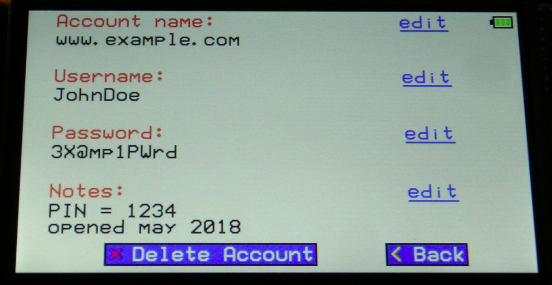 Account name: edit
www.example.com
Username: edit
JohnDoe
Password: edit
3X@mp1PWrd
Notes: edit
PIN = 1234
opened may 2018
× Delete Account < Back